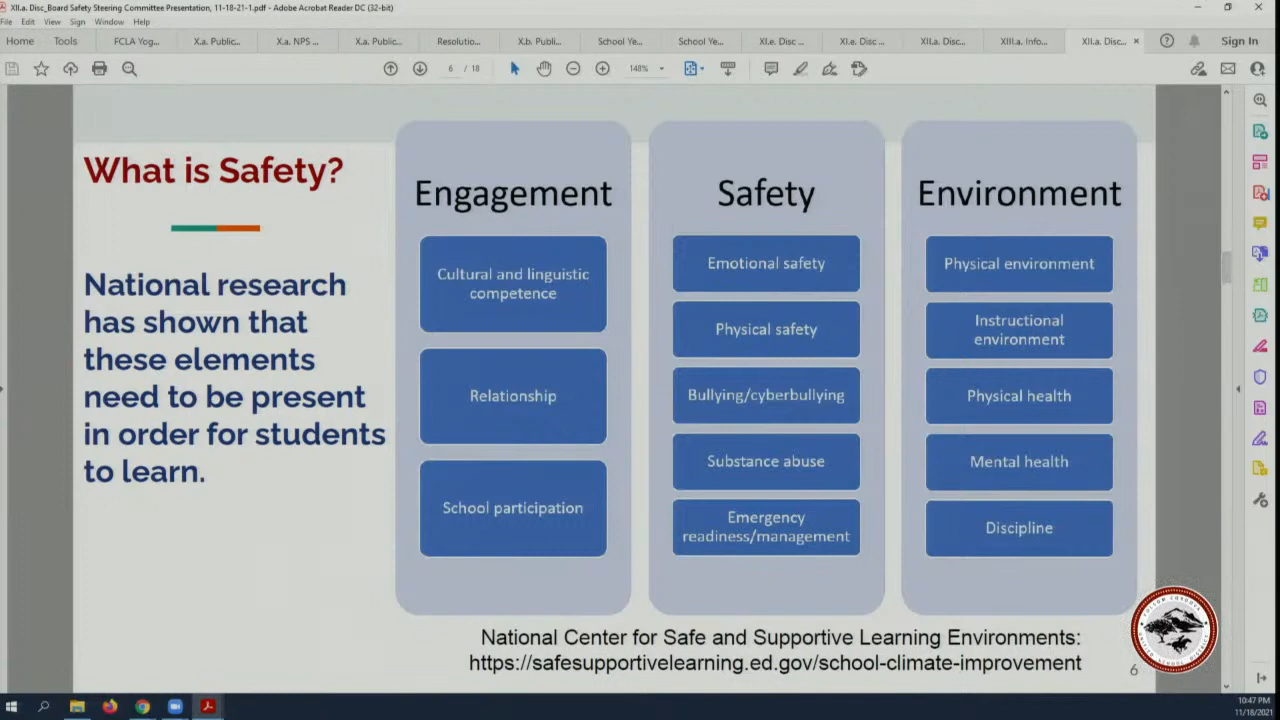 XII.a. Disc_Board Safety Steering Committee Presentation, 11-18-21-1.pdf - Adobe Acrobat Reader DC (32-bit)
File Edit View Sign Window Help
Home Tools FCLA Yog... X.a. Public... X.a. NPS ... X.a. Public... Resolutio... X.b. Publi... School Ye... School Ye... XI.e. Disc ... XI.e. Disc ... XII.a. Disc... XIII.a. Info... XII.a. Disc... × Sign In
6 / 18 148%
What is Safety?
National research
has shown that
these elements
need to be present
in order for students
to learn.
Engagement
Cultural and linguistic
competence
Relationship
School participation
Safety
Emotional safety
Physical safety
Bullying/cyberbullying
Substance abuse
Emergency
readiness/management
Environment
Physical environment
Instructional
environment
Physical health
Mental health
Discipline
National Center for Safe and Supportive Learning Environments:
https://safesupportivelearning.ed.gov/school-climate-improvement
6
10:47 PM
11/18/2021